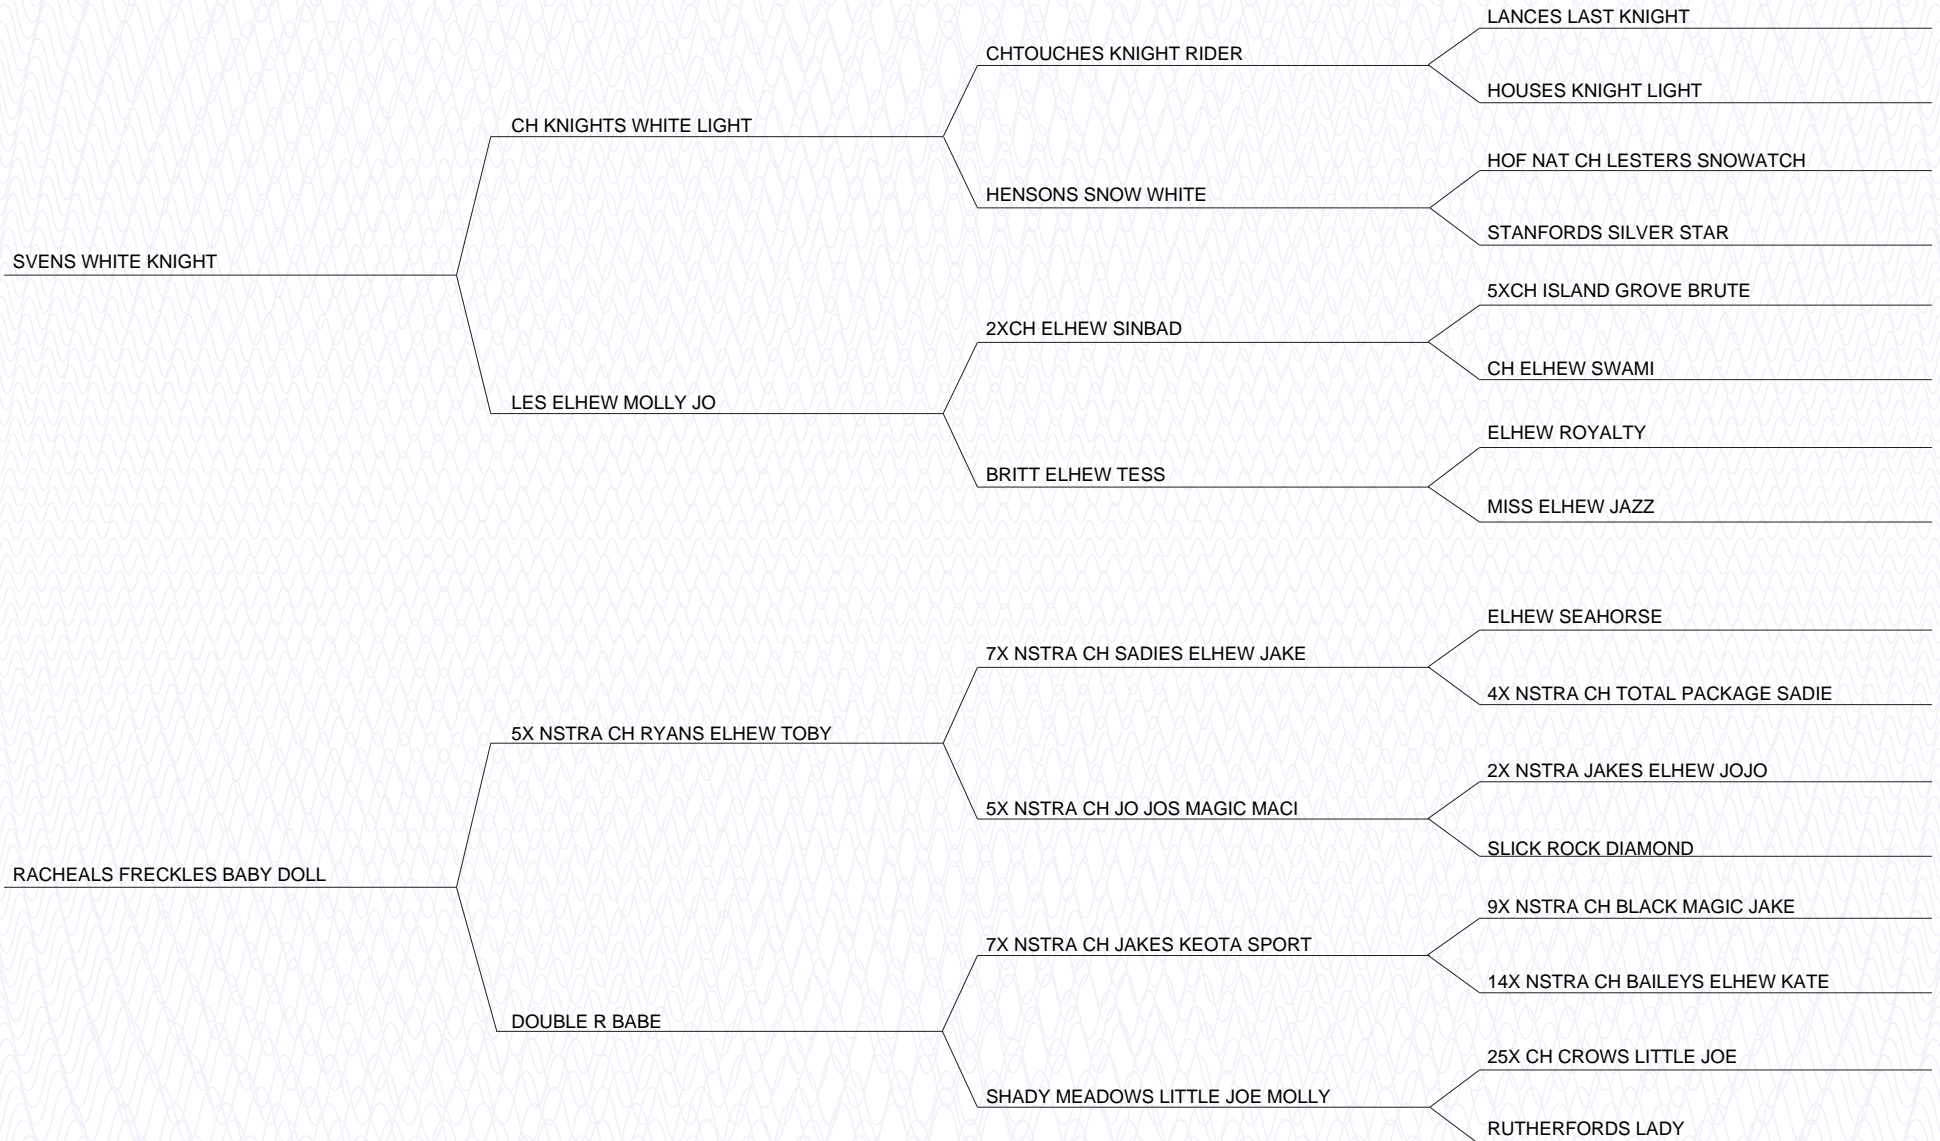 LANCES LAST KNIGHT
CHTOUCHES KNIGHT RIDER
HOUSES KNIGHT LIGHT
CH KNIGHTS WHITE LIGHT
HOF NAT CH LESTERS SNOWATCH
HENSONS SNOW WHITE
STANFORDS SILVER STAR
SVENS WHITE KNIGHT
5XCH ISLAND GROVE BRUTE
2XCH ELHEW SINBAD
CH ELHEW SWAMI
LES ELHEW MOLLY JO
ELHEW ROYALTY
BRITT ELHEW TESS
MISS ELHEW JAZZ
ELHEW SEAHORSE
7X NSTRA CH SADIES ELHEW JAKE
4X NSTRA CH TOTAL PACKAGE SADIE
5X NSTRA CH RYANS ELHEW TOBY
2X NSTRA JAKES ELHEW JOJO
5X NSTRA CH JO JOS MAGIC MACI
SLICK ROCK DIAMOND
RACHEALS FRECKLES BABY DOLL
9X NSTRA CH BLACK MAGIC JAKE
7X NSTRA CH JAKES KEOTA SPORT
14X NSTRA CH BAILEYS ELHEW KATE
DOUBLE R BABE
25X CH CROWS LITTLE JOE
SHADY MEADOWS LITTLE JOE MOLLY
RUTHERFORDS LADY